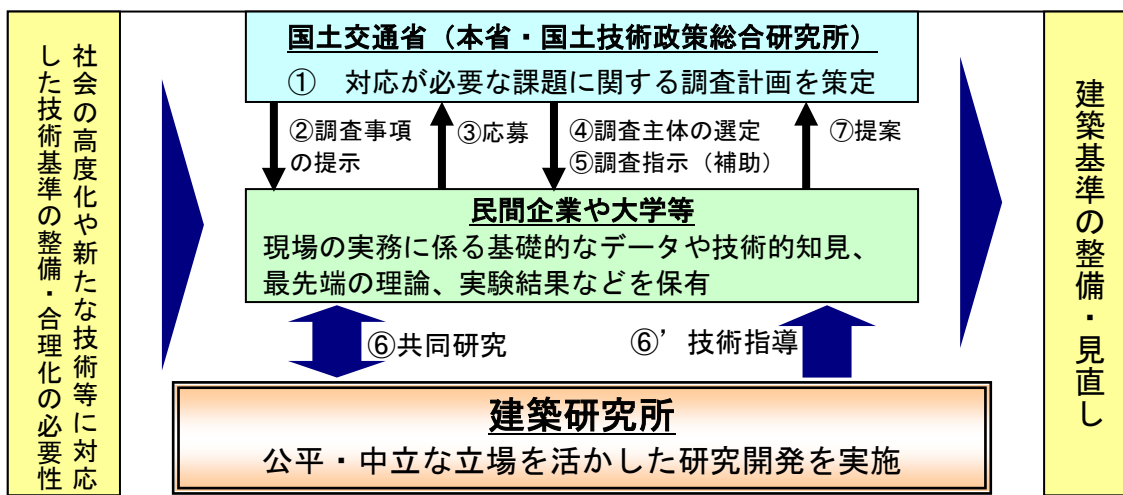 社会の高度化や新たな技術等に対応
した技術基準の整備・合理化の必要性
国土交通省（本省・国土技術政策総合研究所）
①　対応が必要な課題に関する調査計画を策定
②調査事項
の提示
③応募
④調査主体の選定
⑤調査指示（補助）
⑦提案
民間企業や大学等
現場の実務に係る基礎的なデータや技術的知見、
最先端の理論、実験結果などを保有
⑥共同研究
⑥’技術指導
建築研究所
公平・中立な立場を活かした研究開発を実施
建築基準の整備・見直し